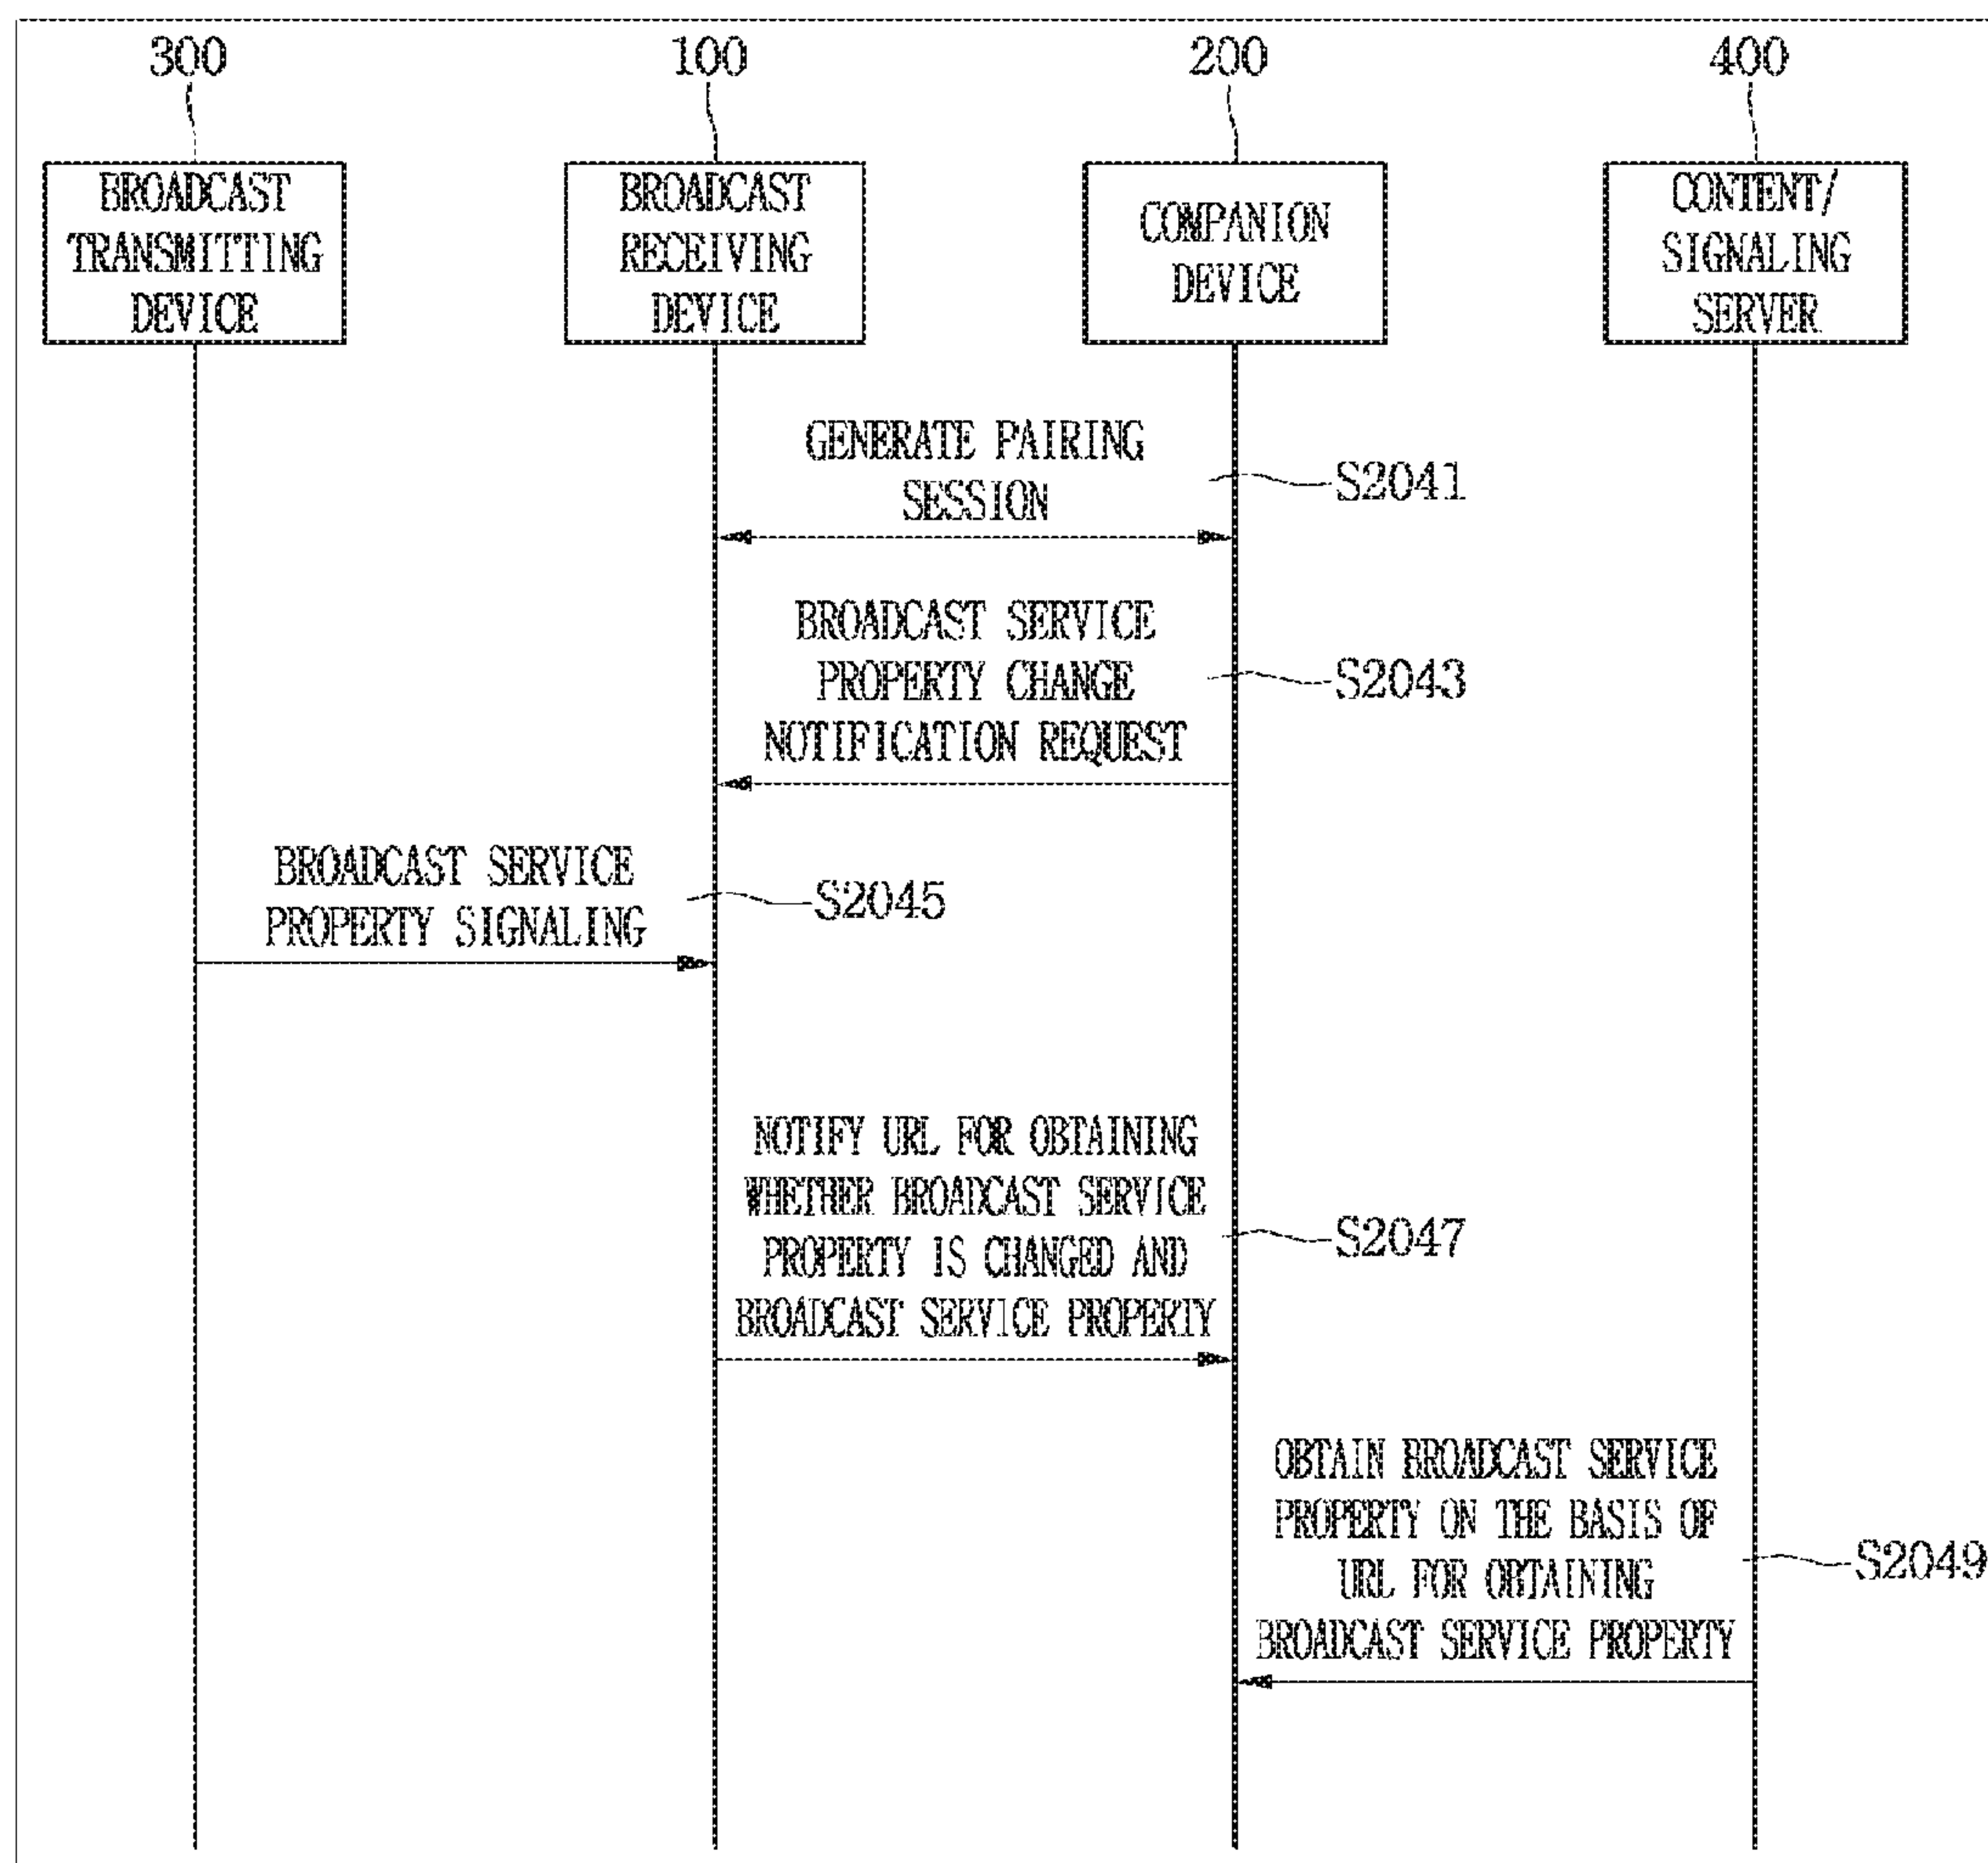 300
100
200
400
BROADCAST
TRANSMITTING
DEVICE
BROADCAST
RECEIVING
DEVICE
COMPANION
DEVICE
CONTENT/
SIGNALING
SERVER
GENERATE PAIRING
SESSION
S2041
BROADCAST SERVICE
PROPERTY CHANGE
NOTIFICATION REQUEST
S2043
BROADCAST SERVICE
PROPERTY SIGNALING
S2045
NOTIFY URL FOR OBTAINING
WHETHER BROADCAST SERVICE
PROPERTY IS CHANGED AND
BROADCAST SERVICE PROPERTY
S2047
OBTAIN BROADCAST SERVICE
PROPERTY ON THE BASIS OF
URL FOR OBTAINING
BROADCAST SERVICE PROPERTY
S2049